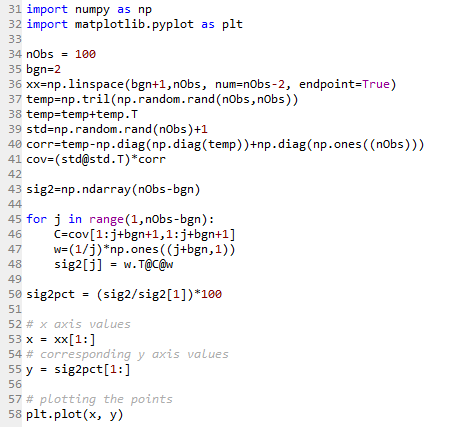 31 import numpy as np
32 import matplotlib.pyplot as plt
33
34 nObs = 100
35 bgn=2
36 xx=np.linspace(bgn+1,nObs, num=nObs-2, endpoint=True)
37 temp=np.tril(np.random.rand(nObs,nObs))
38 temp=temp+temp.T
39 std=np.random.rand(nObs)+1
40 corr=temp-np.diag(np.diag(temp))+np.diag(np.ones((nObs)))
41 cov=(std@std.T)*corr
42
43 sig2=np.ndarray(nObs-bgn)
44
45 for j in range(1,nObs-bgn):
46     C=cov[1:j+bgn+1,1:j+bgn+1]
47     w=(1/j)*np.ones((j+bgn,1))
48     sig2[j] = w.T@C@w
49
50 sig2pct = (sig2/sig2[1])*100
51
52 # x axis values
53 x = xx[1:]
54 # corresponding y axis values
55 y = sig2pct[1:]
56
57 # plotting the points
58 plt.plot(x, y)